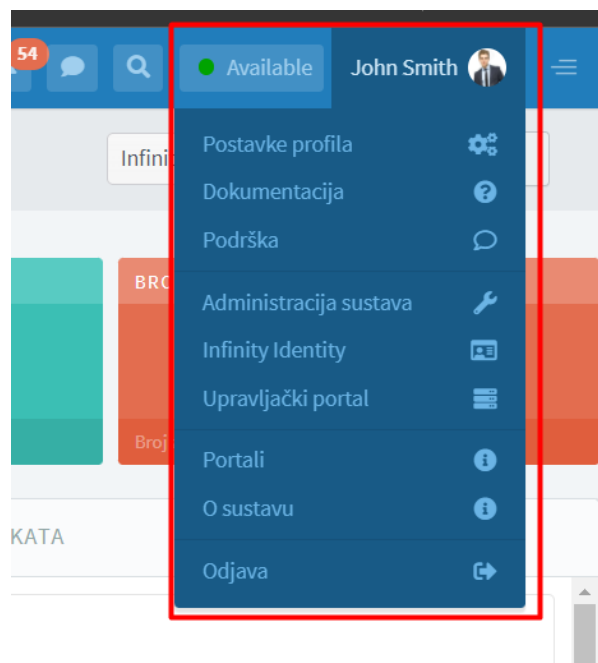 54
Available
John Smith
Infini
Postavke profila
Dokumentacija
Podrška
BRO
Administracija sustava
Infinity Identity
Upravljački portal
Broj
Portali
O sustavu
KATA
Odjava